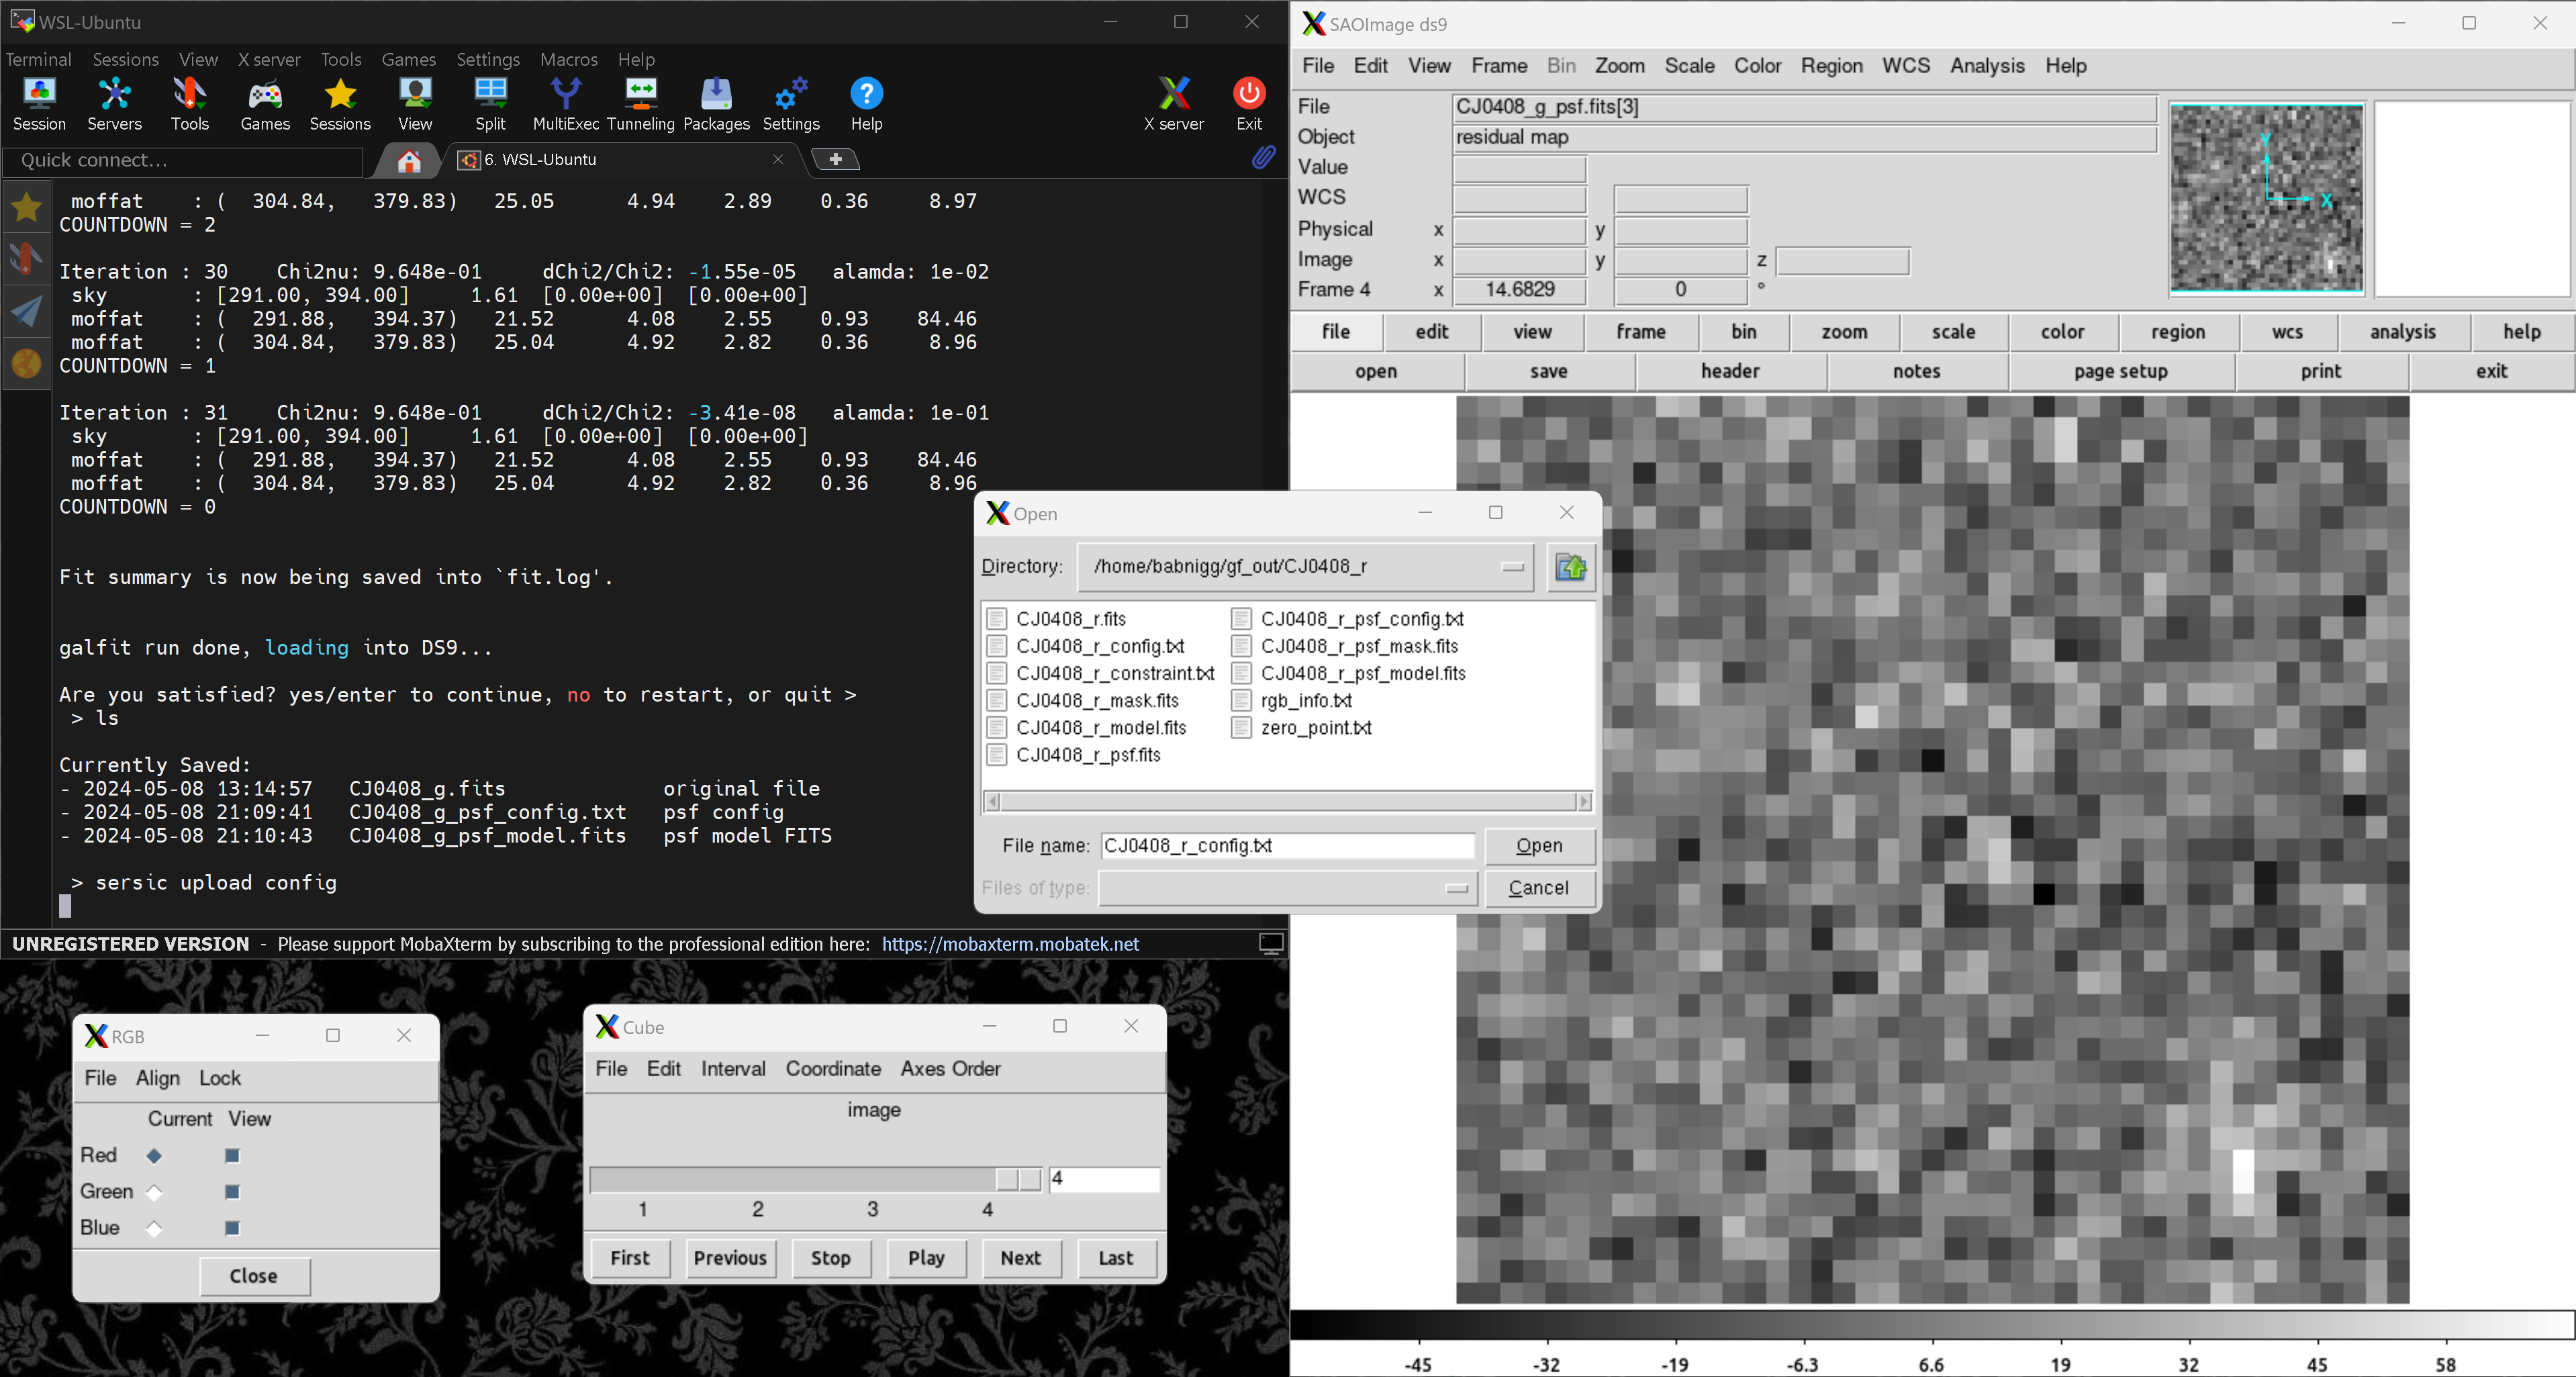 WSL-Ubuntu
Terminal Sessions View X server Tools Games Settings Macros Help
Session Servers Tools Games Sessions View Split MultiExec Tunneling Packages Settings Help X server Exit
Quick connect...
6. WSL-Ubuntu
moffat : ( 304.84, 379.83) 25.05 4.94 2.89 0.36 8.97
COUNTDOWN = 2
Iteration : 30 Chi2nu: 9.648e-01 dChi2/Chi2: -1.55e-05 alamda: 1e-02
sky : [291.00, 394.00] 1.61 [0.00e+00] [0.00e+00]
moffat : ( 291.88, 394.37) 21.52 4.08 2.55 0.93 84.46
moffat : ( 304.84, 379.83) 25.04 4.92 2.82 0.36 8.96
COUNTDOWN = 1
Iteration : 31 Chi2nu: 9.648e-01 dChi2/Chi2: -3.41e-08 alamda: 1e-01
sky : [291.00, 394.00] 1.61 [0.00e+00] [0.00e+00]
moffat : ( 291.88, 394.37) 21.52 4.08 2.55 0.93 84.46
moffat : ( 304.84, 379.83) 25.04 4.92 2.82 0.36 8.96
COUNTDOWN = 0
Fit summary is now being saved into `fit.log'.
galfit run done, loading into DS9...
Are you satisfied? yes/enter to continue, no to restart, or quit >
> ls
Currently Saved:
- 2024-05-08 13:14:57 CJ0408_g.fits original file
- 2024-05-08 21:09:41 CJ0408_g_psf_config.txt psf config
- 2024-05-08 21:10:43 CJ0408_g_psf_model.fits psf model FITS
> sersic upload config
UNREGISTERED VERSION - Please support MobaXterm by subscribing to the professional edition here: https://mobaxterm.mobatek.net
SAOImage ds9
File Edit View Frame Bin Zoom Scale Color Region WCS Analysis Help
File CJ0408_g_psf.fits[3]
Object residual map
Value
WCS
Physical x y
Image x y z
Frame 4 x 14.6829 0 °
Y
X
file edit view frame bin zoom scale color region wcs analysis help
open save header notes page setup print exit
-45 -32 -19 -6.3 6.6 19 32 45 58
Open
Directory: /home/babnigg/gf_out/CJ0408_r
CJ0408_r.fits CJ0408_r_psf_config.txt
CJ0408_r_config.txt CJ0408_r_psf_mask.fits
CJ0408_r_constraint.txt CJ0408_r_psf_model.fits
CJ0408_r_mask.fits rgb_info.txt
CJ0408_r_model.fits zero_point.txt
CJ0408_r_psf.fits
File name: CJ0408_r_config.txt Open
Files of type: Cancel
RGB
File Align Lock
Current View
Red
Green
Blue
Close
Cube
File Edit Interval Coordinate Axes Order
image
4
1 2 3 4
First Previous Stop Play Next Last